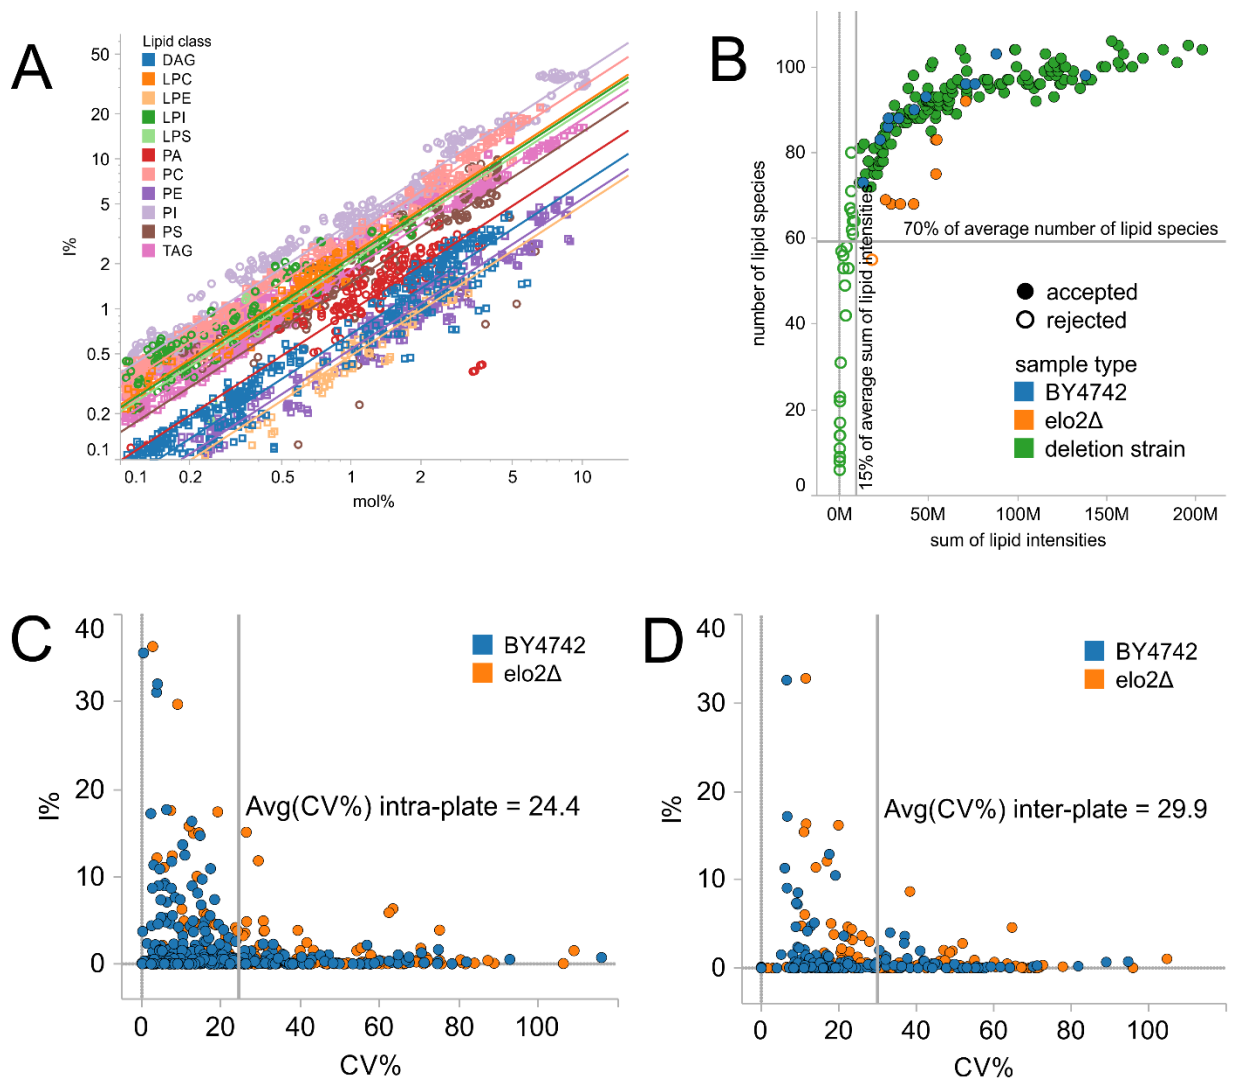 A
Lipid class
DAG
LPC
LPE
LPI
LPS
PA
PC
PE
PI
PS
TAG
50
20
10
5
2
1
0.5
0.2
0.1
I%
0.1 0.2 0.5 1 2 5 10
mol%
B
100
80
60
40
20
0
number of lipid species
70% of average number of lipid species
15% of average sum of lipid intensities
accepted
rejected
sample type
BY4742
elo2Δ
deletion strain
0M 50M 100M 150M 200M
sum of lipid intensities
C
40
30
20
10
0
I%
BY4742
elo2Δ
Avg(CV%) intra-plate = 24.4
0 20 40 60 80 100
CV%
D
40
30
20
10
0
I%
BY4742
elo2Δ
Avg(CV%) inter-plate = 29.9
0 20 40 60 80 100
CV%